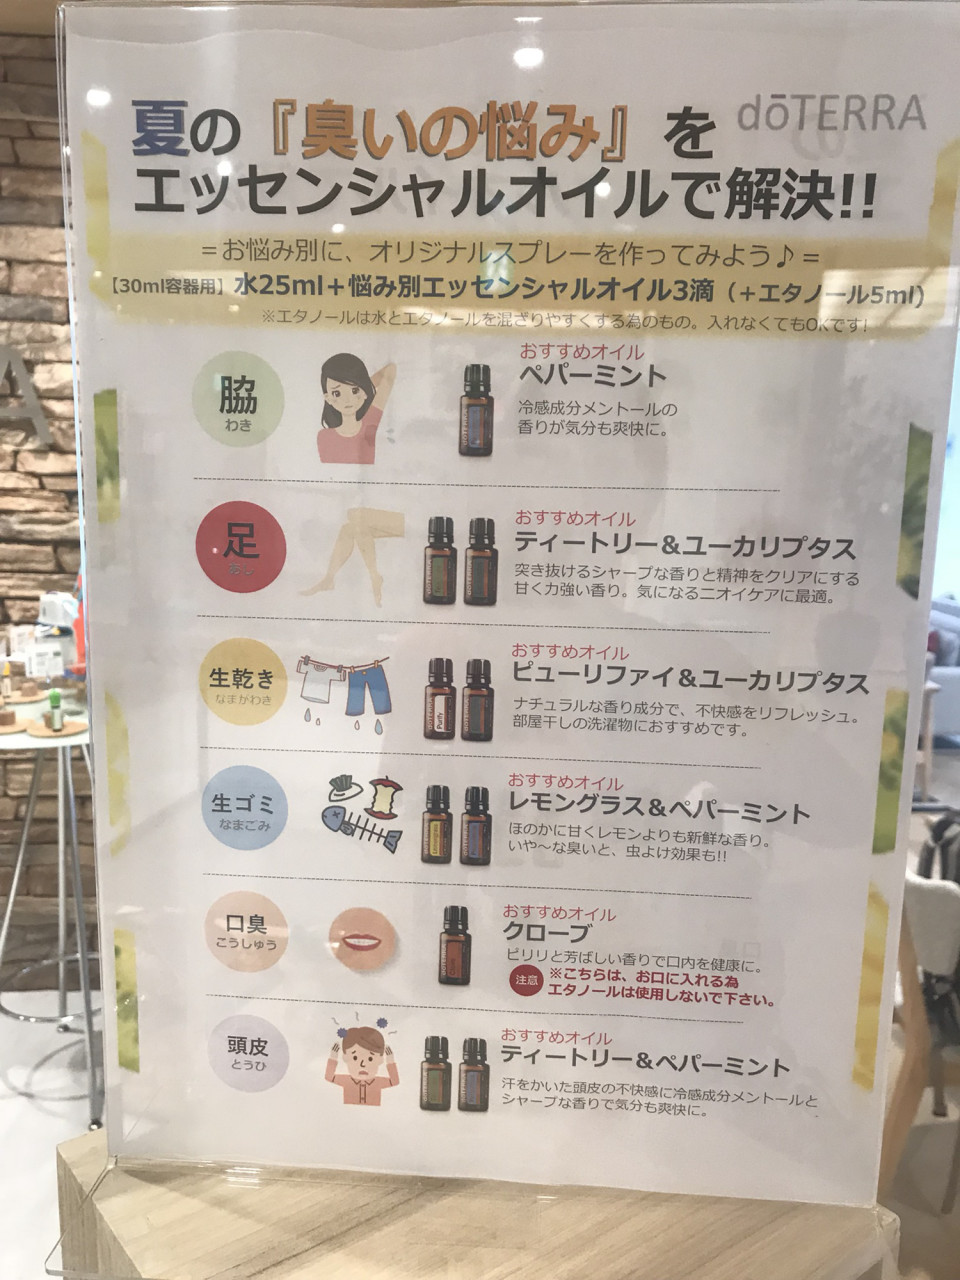 dōTERRA
夏の『臭いの悩み』を
エッセンシャルオイルで解決!!
＝お悩み別に、オリジナルスプレーを作ってみよう♪＝
【30ml容器用】水25ml＋悩み別エッセンシャルオイル3滴（＋エタノール5ml）
※エタノールは水とエタノールを混ざりやすくする為のもの。入れなくてもOKです!
脇
わき
おすすめオイル
ペパーミント
冷感成分メントールの
香りが気分も爽快に。
足
あし
おすすめオイル
ティートリー＆ユーカリプタス
突き抜けるシャープな香りと精神をクリアにする
甘く力強い香り。気になるニオイケアに最適。
生乾き
なまかわき
おすすめオイル
ピューリファイ＆ユーカリプタス
ナチュラルな香り成分で、不快感をリフレッシュ。
部屋干しの洗濯物におすすめです。
Purify
生ゴミ
なまごみ
おすすめオイル
レモングラス＆ペパーミント
ほのかに甘くレモンよりも新鮮な香り。
いや～な臭いと、虫よけ効果も!!
口臭
こうしゅう
おすすめオイル
クローブ
ピリリと芳ばしい香りで口内を健康に。
注意
※こちらは、お口に入れる為
エタノールは使用しないで下さい。
頭皮
とうひ
おすすめオイル
ティートリー＆ペパーミント
汗をかいた頭皮の不快感に冷感成分メントールと
シャープな香りで気分も爽快に。